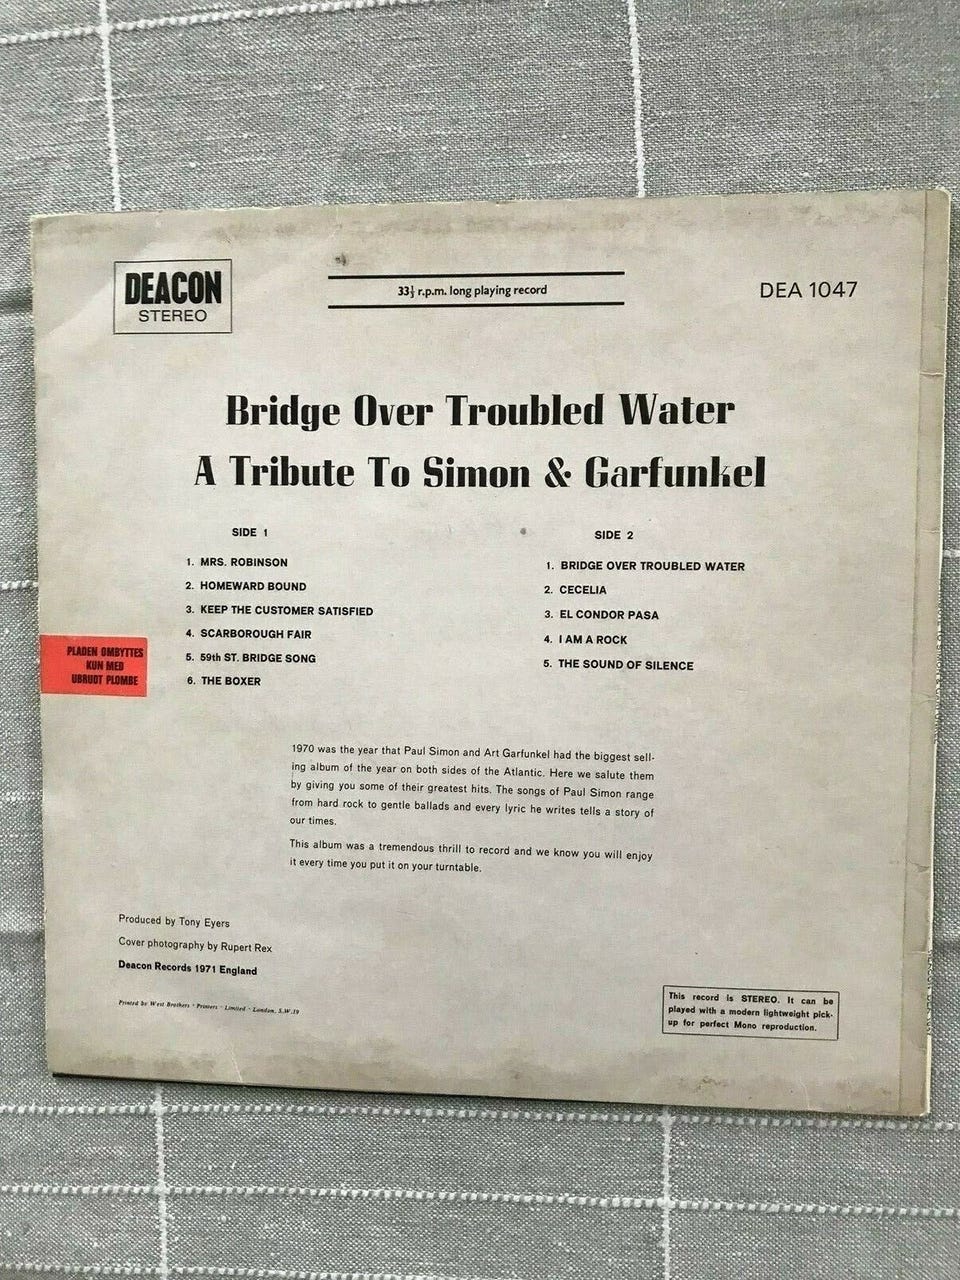 DEACON
STEREO
33⅓ r.p.m. long playing record
DEA 1047
Bridge Over Troubled Water
A Tribute To Simon & Garfunkel
SIDE 1
1. MRS. ROBINSON
2. HOMEWARD BOUND
3. KEEP THE CUSTOMER SATISFIED
4. SCARBOROUGH FAIR
5. 59th ST. BRIDGE SONG
6. THE BOXER
SIDE 2
1. BRIDGE OVER TROUBLED WATER
2. CECELIA
3. EL CONDOR PASA
4. I AM A ROCK
5. THE SOUND OF SILENCE
PLADEN OMBYTTES
KUN MED
UBRUDT PLOMBE
1970 was the year that Paul Simon and Art Garfunkel had the biggest sell-
ing album of the year on both sides of the Atlantic. Here we salute them
by giving you some of their greatest hits. The songs of Paul Simon range
from hard rock to gentle ballads and every lyric he writes tells a story of
our times.
This album was a tremendous thrill to record and we know you will enjoy
it every time you put it on your turntable.
Produced by Tony Eyers
Cover photography by Rupert Rex
Deacon Records 1971 England
Printed by West Brothers · Printers · Limited · London, S.W.19
This record is STEREO. It can be
played with a modern lightweight pick-
up for perfect Mono reproduction.